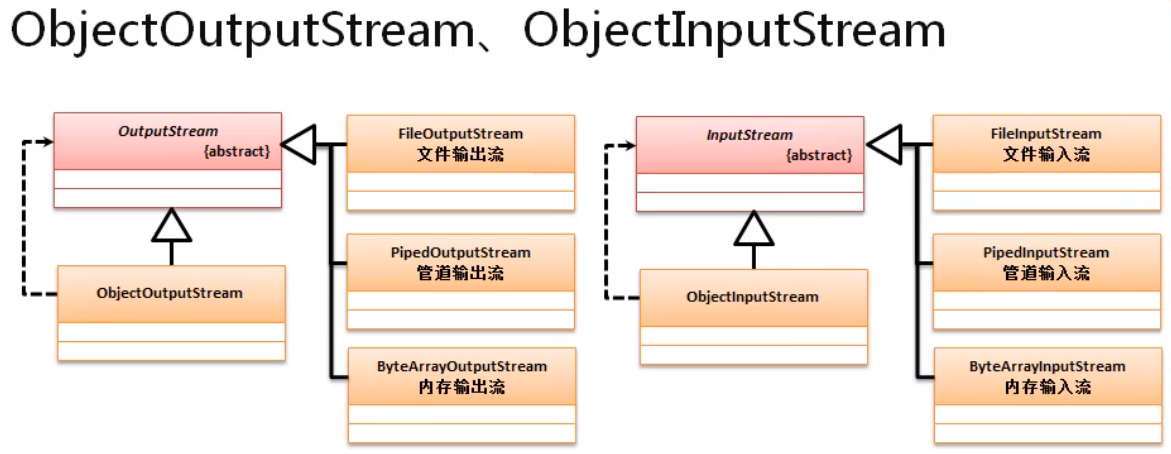 ObjectOutputStream、ObjectInputStream
OutputStream
{abstract}
FileOutputStream
文件输出流
PipedOutputStream
管道输出流
ObjectOutputStream
ByteArrayOutputStream
内存输出流
InputStream
{abstract}
FileInputStream
文件输入流
PipedInputStream
管道输入流
ObjectInputStream
ByteArrayInputStream
内存输入流